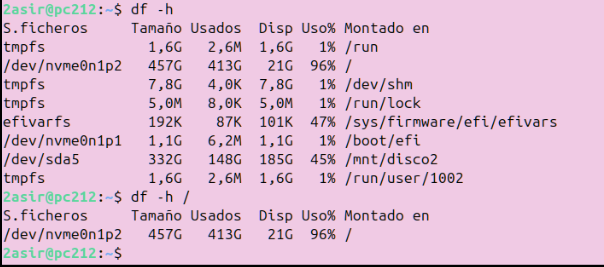 2asir@pc212:~$ df -h
S.ficheros     Tamaño Usados  Disp Uso% Montado en
tmpfs            1,6G   2,6M  1,6G   1% /run
/dev/nvme0n1p2   457G   413G   21G  96% /
tmpfs            7,8G   4,0K  7,8G   1% /dev/shm
tmpfs            5,0M   8,0K  5,0M   1% /run/lock
efivarfs         192K    87K  101K  47% /sys/firmware/efi/efivars
/dev/nvme0n1p1   1,1G   6,2M  1,1G   1% /boot/efi
/dev/sda5        332G   148G  185G  45% /mnt/disco2
tmpfs            1,6G   2,6M  1,6G   1% /run/user/1002
2asir@pc212:~$ df -h /
S.ficheros     Tamaño Usados  Disp Uso% Montado en
/dev/nvme0n1p2   457G   413G   21G  96% /
2asir@pc212:~$